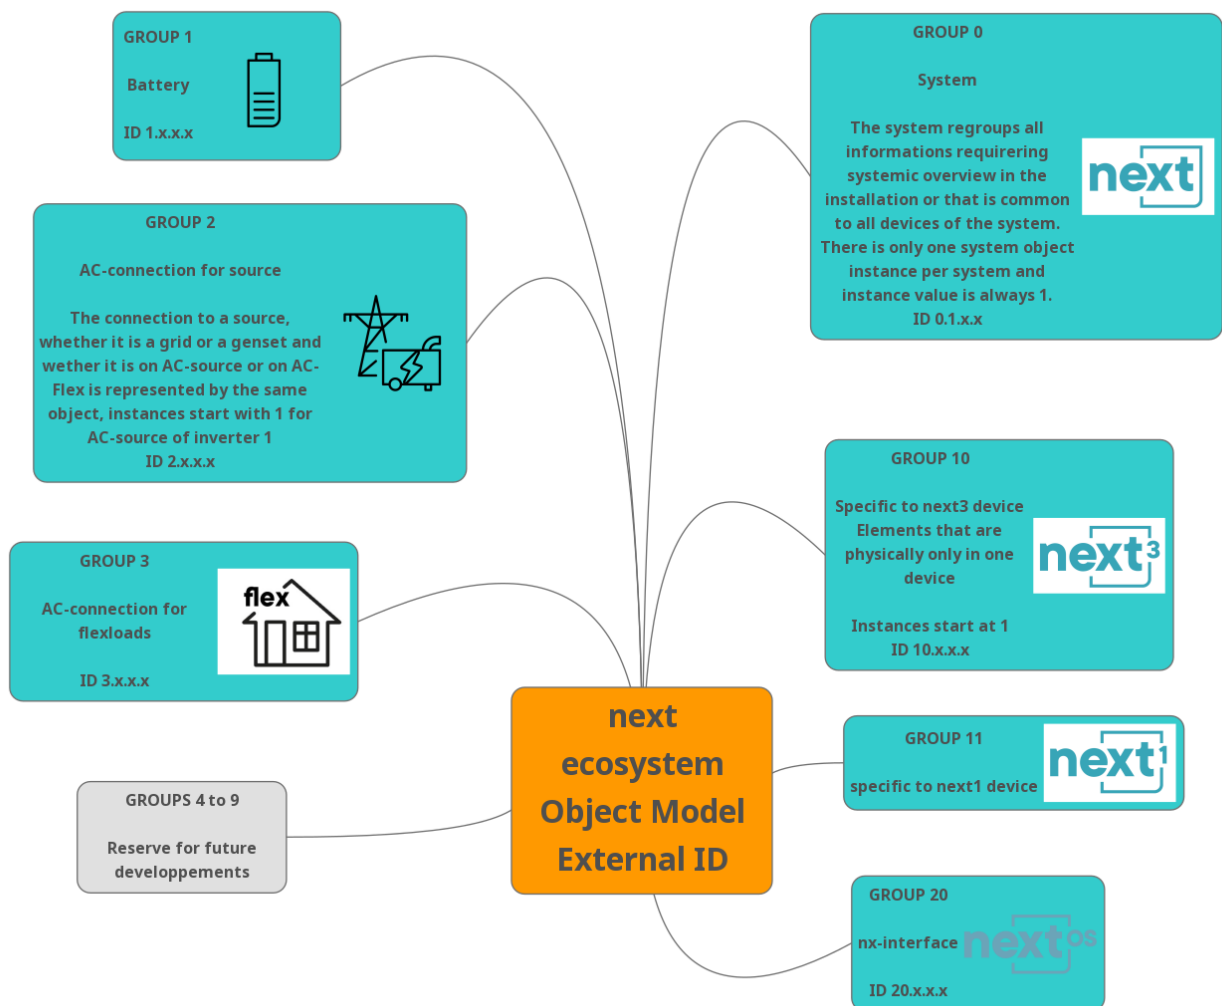 GROUP 1
Battery
ID 1.x.x.x
GROUP 2
AC-connection for source
The connection to a source,
whether it is a grid or a genset and
wether it is on AC-source or on AC-
Flex is represented by the same
object, instances start with 1 for
AC-source of inverter 1
ID 2.x.x.x
GROUP 3
AC-connection for
flexloads
ID 3.x.x.x
flex
GROUPS 4 to 9
Reserve for future
developpements
next
ecosystem
Object Model
External ID
GROUP 0
System
The system regroups all
informations requirering
systemic overview in the
installation or that is common
to all devices of the system.
There is only one system object
instance per system and
instance value is always 1.
ID 0.1.x.x
next
GROUP 10
Specific to next3 device
Elements that are
physically only in one
device
Instances start at 1
ID 10.x.x.x
next3
GROUP 11
specific to next1 device
next1
GROUP 20
nx-interface
ID 20.x.x.x
nextOS